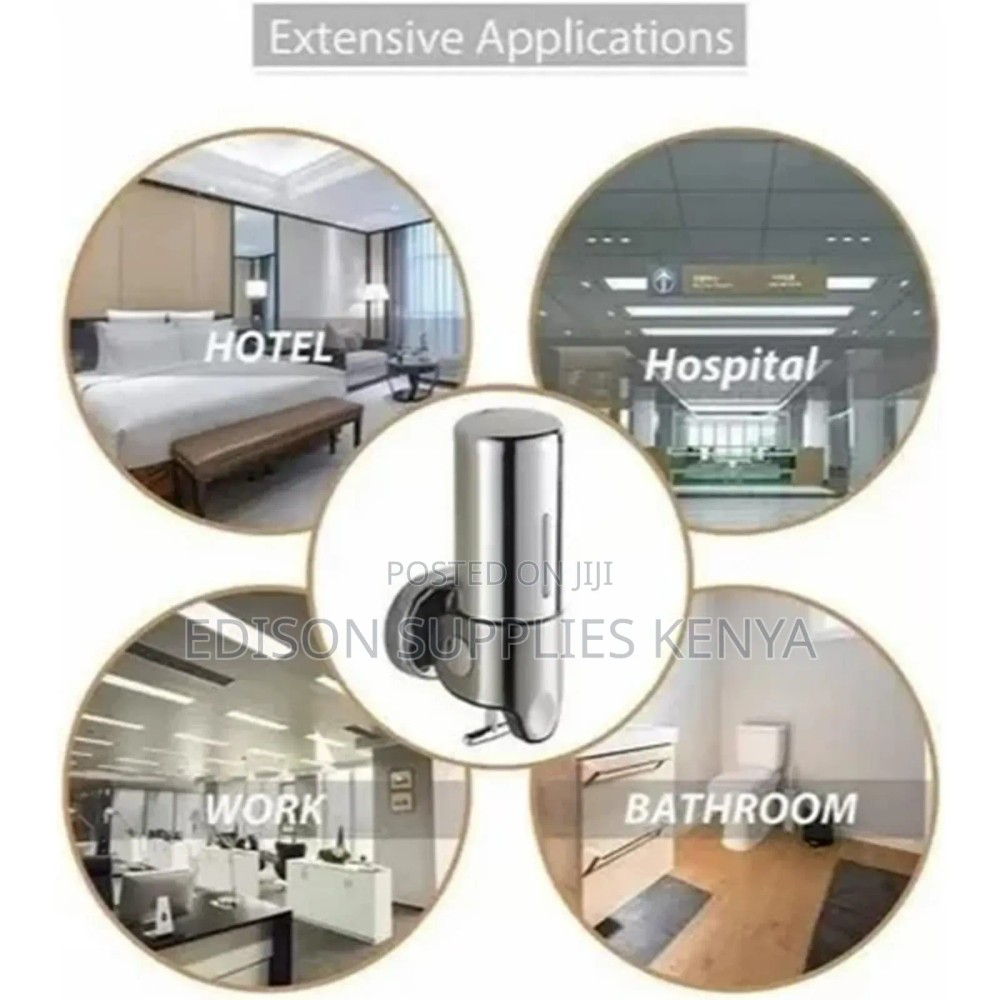 Extensive Applications
HOTEL
Hospital
POSTED ON JIJI
EDISON SUPPLIES KENYA
WORK
BATHROOM